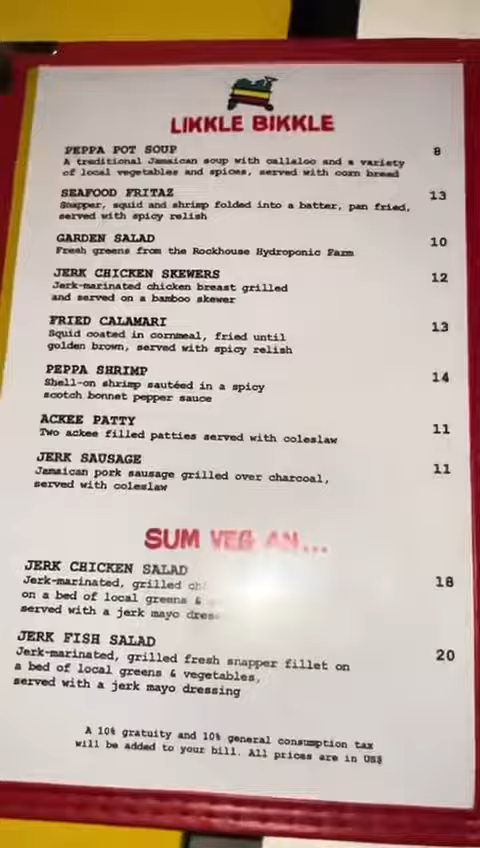 LIKKLE BIKKLE
PEPPA POT SOUP 8
A traditional Jamaican soup with callaloo and a variety
of local vegetables and spices, served with corn bread
SEAFOOD FRITAZ 13
Snapper, squid and shrimp folded into a batter, pan fried,
served with spicy relish
GARDEN SALAD 10
Fresh greens from the Rockhouse Hydroponic Farm
JERK CHICKEN SKEWERS 12
Jerk-marinated chicken breast grilled
and served on a bamboo skewer
FRIED CALAMARI 13
Squid coated in cornmeal, fried until
golden brown, served with spicy relish
PEPPA SHRIMP 14
Shell-on shrimp sautéed in a spicy
scotch bonnet pepper sauce
ACKEE PATTY 11
Two ackee filled patties served with coleslaw
JERK SAUSAGE 11
Jamaican pork sausage grilled over charcoal,
served with coleslaw
SUM VEG AN...
JERK CHICKEN SALAD 18
Jerk-marinated, grilled
on a bed of local greens &
served with a jerk mayo
JERK FISH SALAD 20
Jerk-marinated, grilled fresh snapper fillet on
a bed of local greens & vegetables,
served with a jerk mayo dressing
A 10% gratuity and 10% general consumption tax
will be added to your bill. All prices are in US$